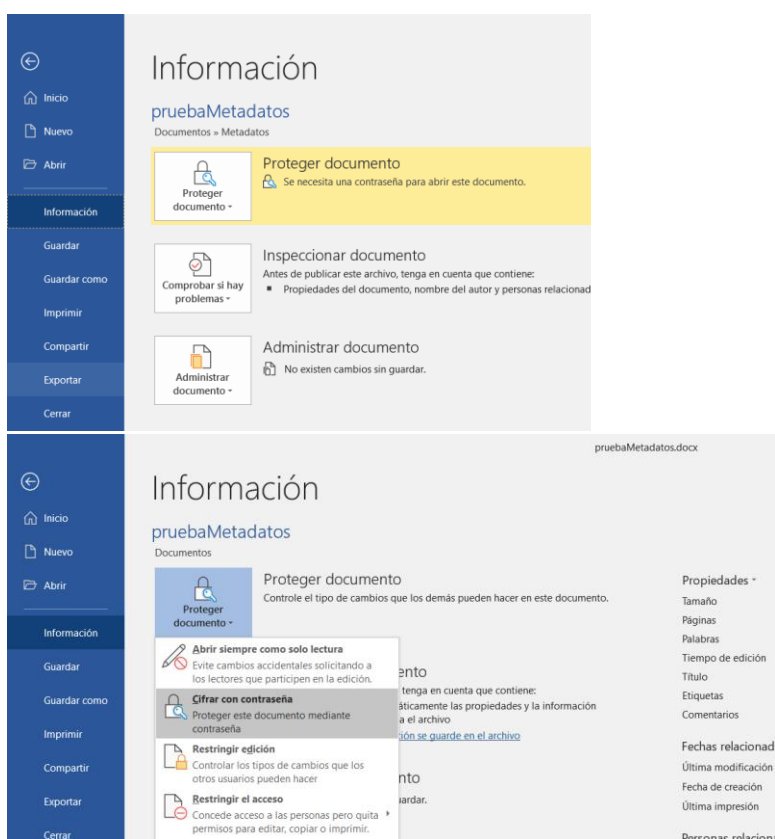 Información
Inicio
pruebaMetadatos
Nuevo
Documentos » Metadatos
Abrir
Proteger documento
Proteger documento
Se necesita una contraseña para abrir este documento.
Información
Guardar
Inspeccionar documento
Comprobar si hay problemas
Antes de publicar este archivo, tenga en cuenta que contiene:
Guardar como
Propiedades del documento, nombre del autor y personas
Imprimir
Compartir
Administrar documento
Administrar documento
No existen cambios sin guardar.
Exportar
Cerrar
pruebaMetadatos.docx
Información
Inicio
pruebaMetadatos
Nuevo
Documentos
Abrir
Proteger documento
Proteger documento
Controle el tipo de cambios que los demás pueden hacer en este documento.
Información
Guardar
Guardar como
Imprimir
Compartir
Exportar
Cerrar
Abrir siempre como solo lectura
Evite cambios accidentales solicitando a
los lectores que participen en la edición.
Cifrar con contraseña
Proteger este documento mediante
contraseña
Restringir edición
Controlar los tipos de cambios que los
otros usuarios pueden hacer
Restringir el acceso
Concede acceso a las personas pero quita
permisos para editar, copiar o imprimir.
tenga en cuenta que contiene:
las propiedades y la información
a el archivo
se guarde en el archivo
Propiedades
Tamaño
Páginas
Palabras
Tiempo de edición
Título
Etiquetas
Comentarios
Fechas
Última modificación
Fecha de creación
Última impresión
Personas